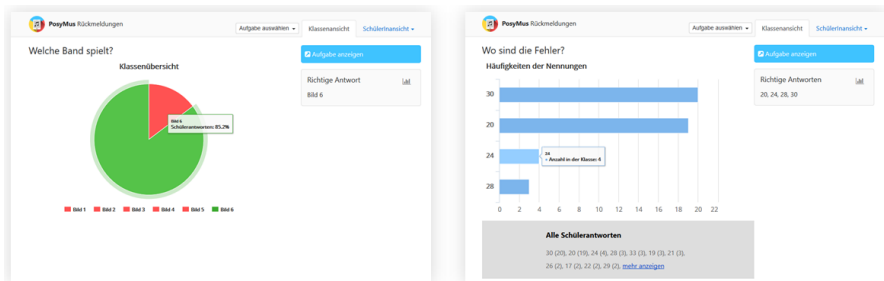 PosyMus Rückmeldungen
Aufgabe auswählen
Klassenansicht
SchülerInansicht
Welche Band spielt?
Aufgabe anzeigen
Klassenübersicht
Richtige Antwort
Bild 6
Bild 6
Schülerantworten: 85.2%
Bild 1 Bild 2 Bild 3 Bild 4 Bild 5 Bild 6
PosyMus Rückmeldungen
Aufgabe auswählen
Klassenansicht
SchülerInansicht
Wo sind die Fehler?
Aufgabe anzeigen
Häufigkeiten der Nennungen
Richtige Antworten
20, 24, 28, 30
30
20
24
24
Anzahl in der Klasse: 4
28
0 2 4 6 8 10 12 14 16 18 20 22
Alle Schülerantworten
30 (20), 20 (19), 24 (4), 28 (3), 33 (3), 19 (3), 21 (3),
26 (2), 17 (2), 22 (2), 29 (2), mehr anzeigen